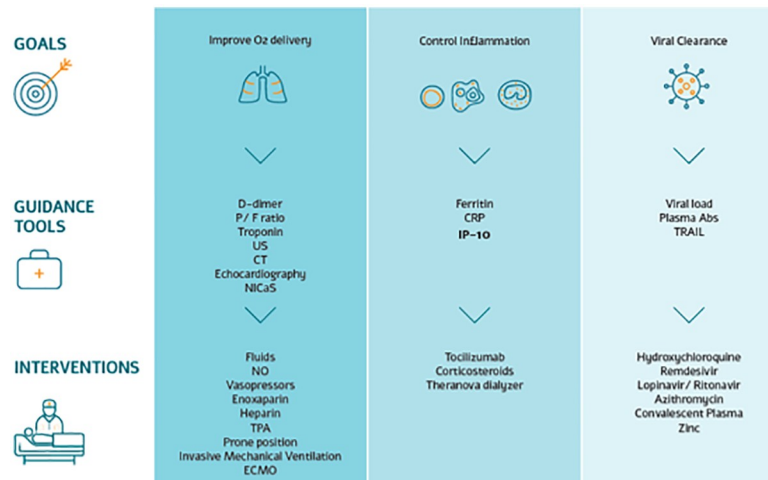 GOALS
Improve O2 delivery
Control Inflammation
Viral Clearance
GUIDANCE
TOOLS
D-dimer
P/ F ratio
Troponin
US
CT
Echocardiography
NICaS
Ferritin
CRP
IP-10
Viral load
Plasma Abs
TRAIL
INTERVENTIONS
Fluids
NO
Vasopressors
Enoxaparin
Heparin
TPA
Prone position
Invasive Mechanical Ventilation
ECMO
Tocilizumab
Corticosteroids
Theranova dialyzer
Hydroxychloroquine
Remdesivir
Lopinavir/ Ritonavir
Azithromycin
Convalescent Plasma
Zinc